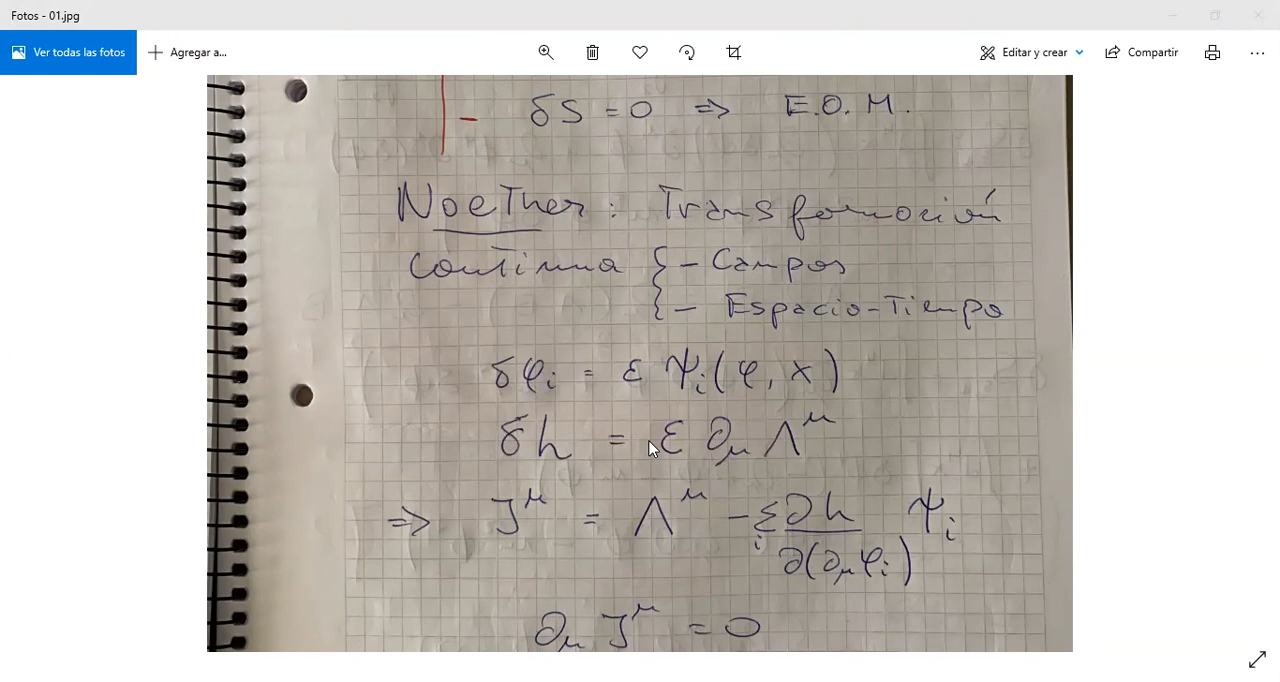 Fotos - 01.jpg
Ver todas las fotos
Agregar a...
Editar y crear
Compartir
- δS = 0 => E.O.M.
Noether: Transformación
continua { - Campos
- Espacio-Tiempo
δφᵢ = ε Ψᵢ(φ, x)
δh = ε ∂μ Λ^μ
=> J^μ = Λ^μ - Σᵢ ∂h / ∂(∂μφᵢ) Ψᵢ
∂μ J^μ = 0